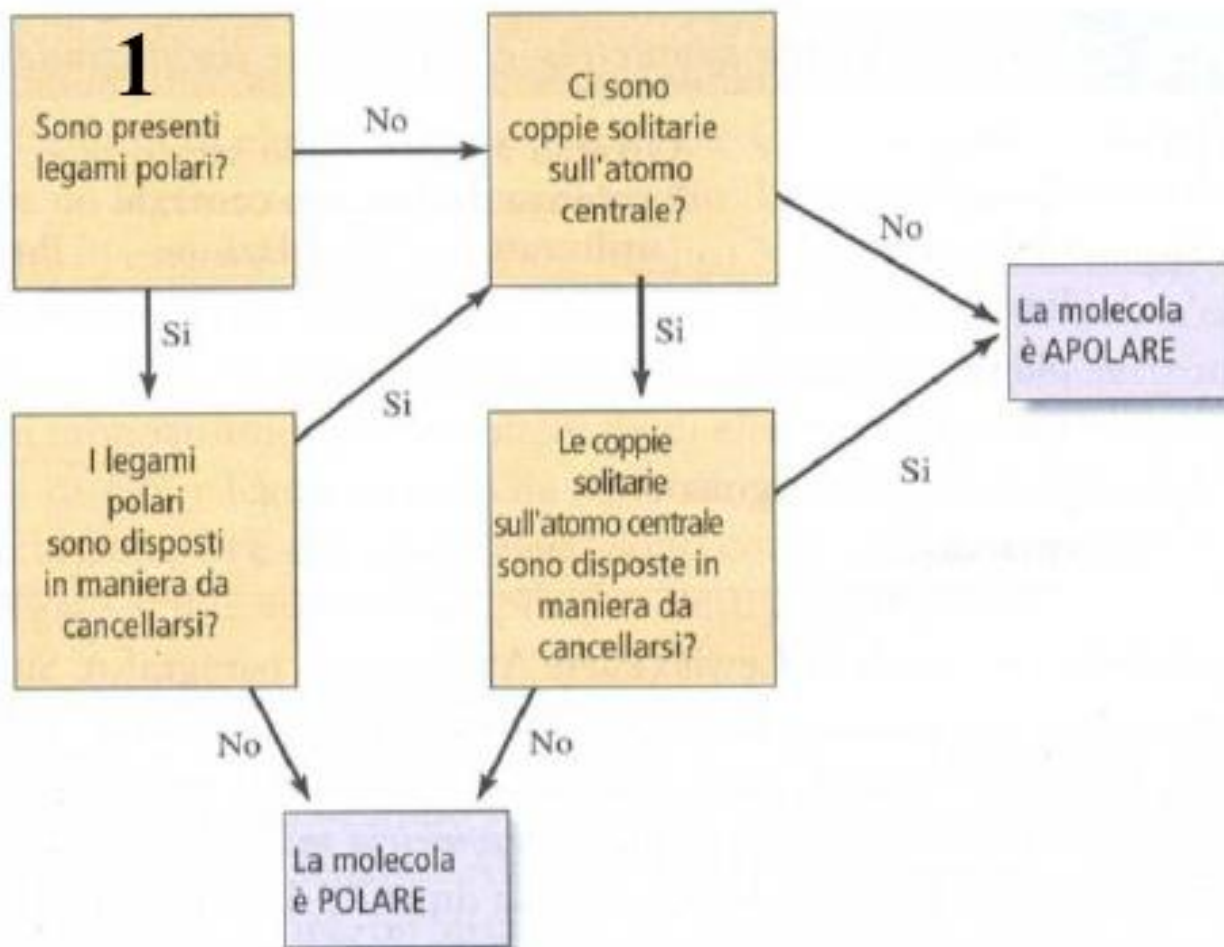 1
Sono presenti
legami polari?
No
Ci sono
coppie solitarie
sull'atomo
centrale?
No
Si
Si
Si
La molecola
è APOLARE
I legami
polari
sono disposti
in maniera da
cancellarsi?
Le coppie
solitarie
sull'atomo centrale
sono disposte in
maniera da
cancellarsi?
Si
No
No
La molecola
è POLARE